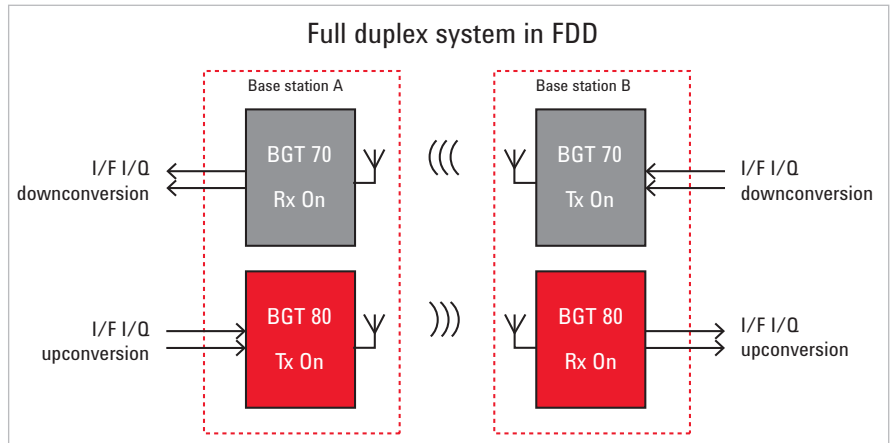 Full duplex system in FDD
Base station A
Base station B
I/F I/Q
downconversion
BGT 70
Rx On
BGT 70
Tx On
I/F I/Q
downconversion
I/F I/Q
upconversion
BGT 80
Tx On
BGT 80
Rx On
I/F I/Q
upconversion